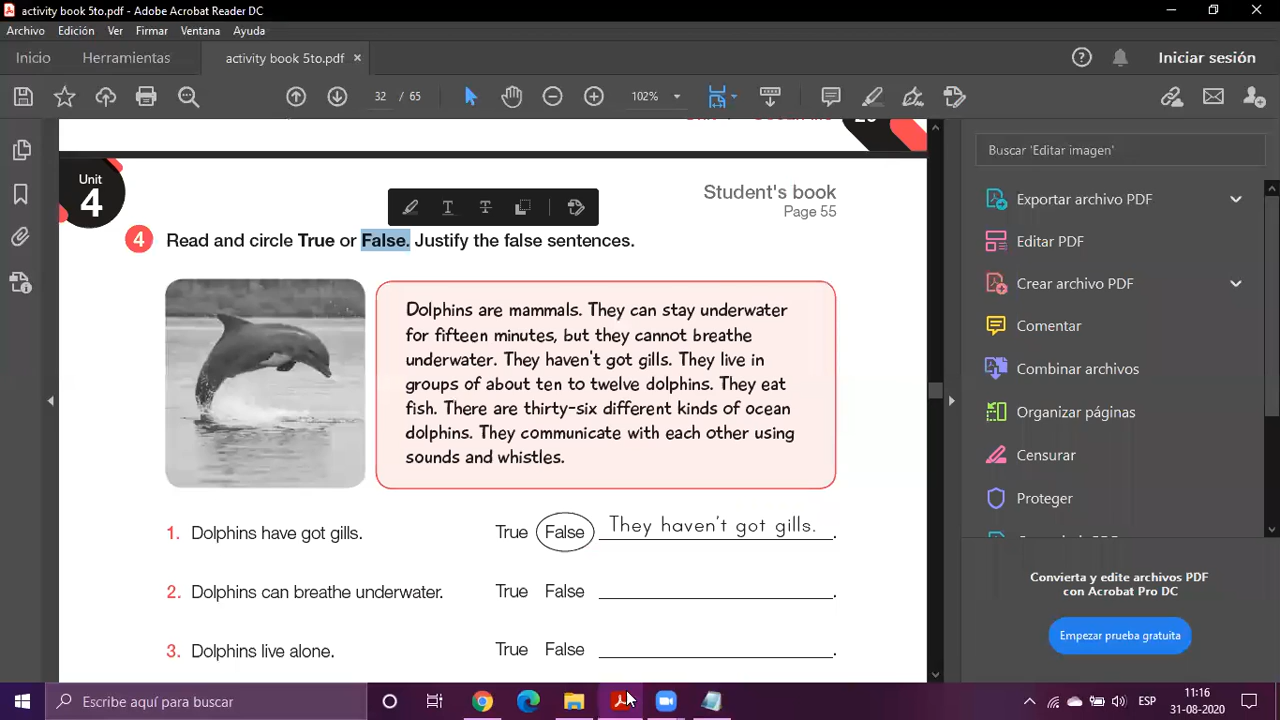 activity book 5to.pdf - Adobe Acrobat Reader DC
Archivo Edición Ver Firmar Ventana Ayuda
Inicio Herramientas activity book 5to.pdf × Iniciar sesión
32 / 65 102%
Buscar 'Editar imagen'
Exportar archivo PDF
Editar PDF
Crear archivo PDF
Comentar
Combinar archivos
Organizar páginas
Censurar
Proteger
Convierta y edite archivos PDF
con Acrobat Pro DC
Empezar prueba gratuita
Unit
4
Student's book
Page 55
4 Read and circle True or False. Justify the false sentences.
Dolphins are mammals. They can stay underwater
for fifteen minutes, but they cannot breathe
underwater. They haven't got gills. They live in
groups of about ten to twelve dolphins. They eat
fish. There are thirty-six different kinds of ocean
dolphins. They communicate with each other using
sounds and whistles.
1. Dolphins have got gills. True False They haven't got gills.
2. Dolphins can breathe underwater. True False .
3. Dolphins live alone. True False .
Escribe aquí para buscar
ESP
11:16
31-08-2020